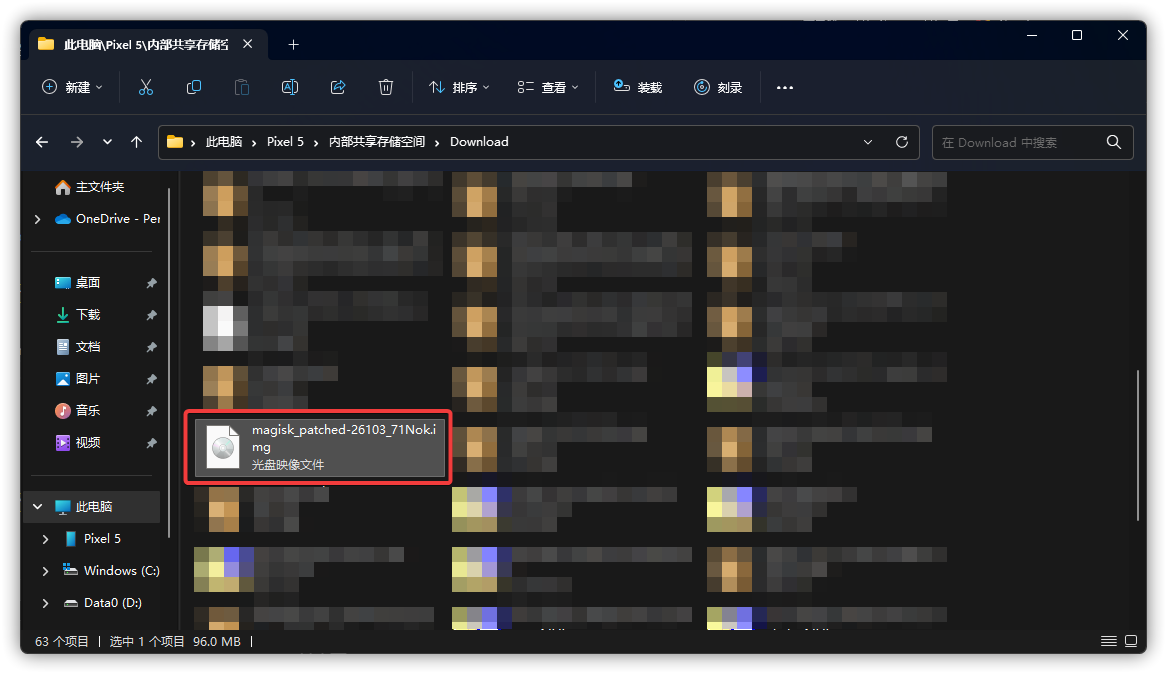 此电脑\Pixel 5\内部共享存储空
新建
排序
查看
装载
刻录
此电脑
Pixel 5
内部共享存储空间
Download
在 Download 中搜索
主文件夹
OneDrive - Per
桌面
下载
文档
图片
音乐
视频
此电脑
Pixel 5
Windows (C:)
Data0 (D:)
magisk_patched-26103_71Nok.i
mg
光盘映像文件
63 个项目
选中 1 个项目 96.0 MB